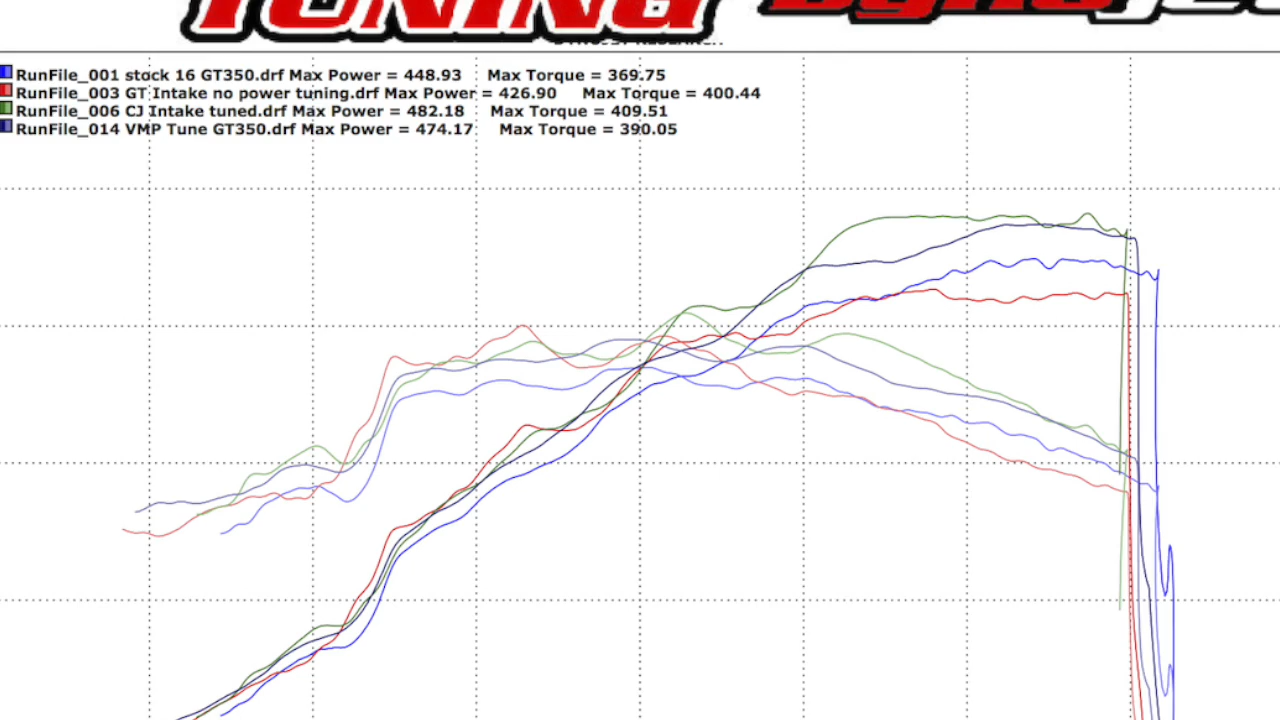 TUNING Dynojet
RunFile_001 stock 16 GT350.drf Max Power = 448.93 Max Torque = 369.75
RunFile_003 GT Intake no power tuning.drf Max Power = 426.90 Max Torque = 400.44
RunFile_006 CJ Intake tuned.drf Max Power = 482.18 Max Torque = 409.51
RunFile_014 VMP Tune GT350.drf Max Power = 474.17 Max Torque = 390.05